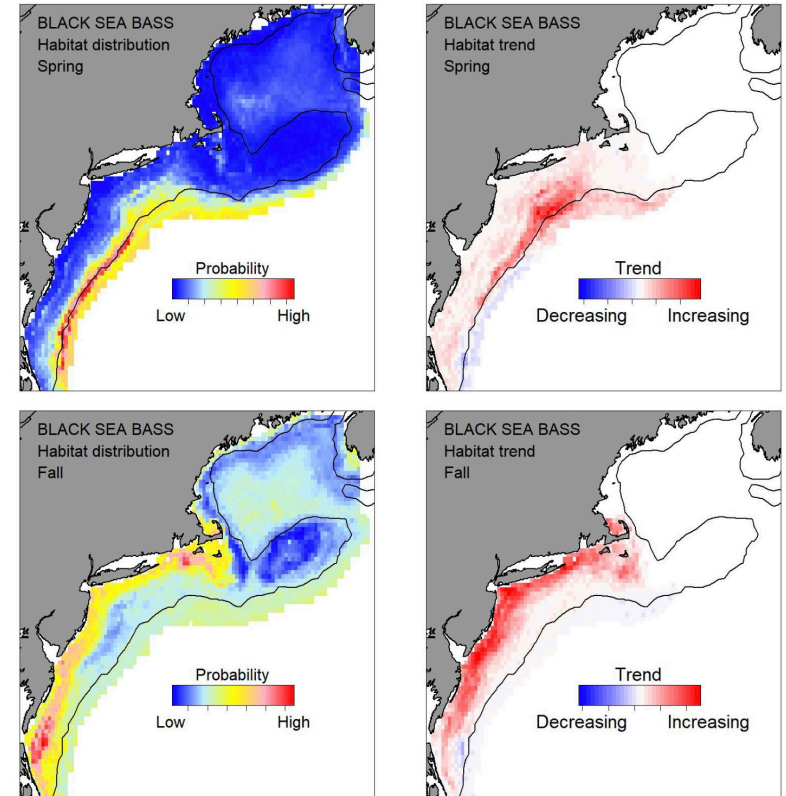 BLACK SEA BASS
Habitat distribution
Spring
Probability
Low High
BLACK SEA BASS
Habitat trend
Spring
Trend
Decreasing Increasing
BLACK SEA BASS
Habitat distribution
Fall
Probability
Low High
BLACK SEA BASS
Habitat trend
Fall
Trend
Decreasing Increasing